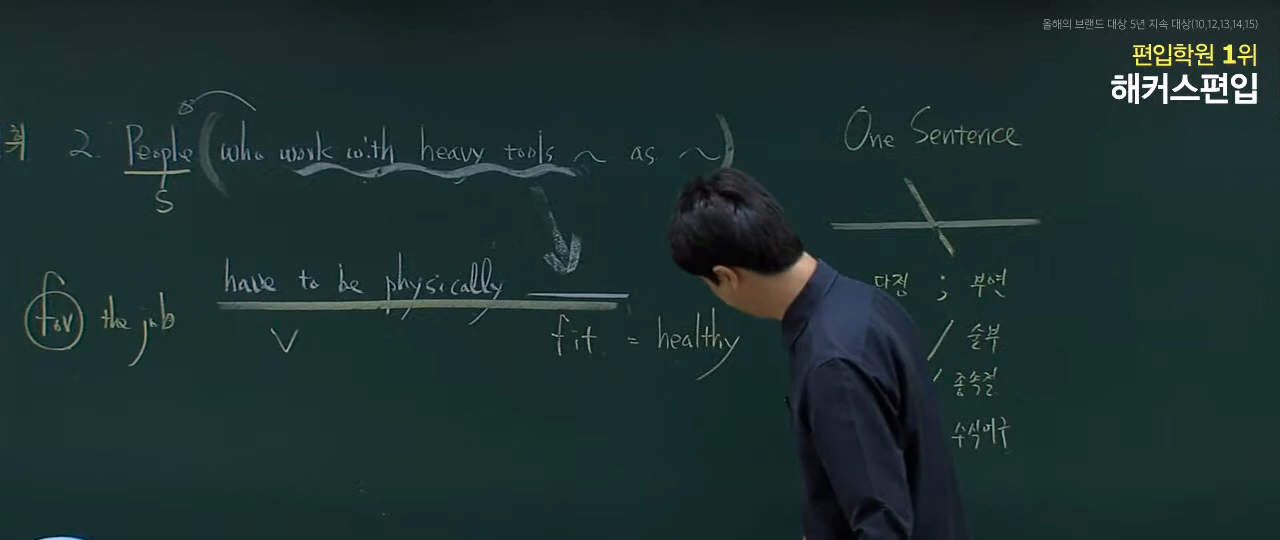 올해의 브랜드 대상 5년 지속 대상(10,12,13,14,15)
편입학원 1위
해커스편입
2. People (who work with heavy tools ~ as ~)
S
have to be physically
for the job
V
fit = healthy
One Sentence
단정 ; 부연
/ 술부
/ 종속절
수식어구